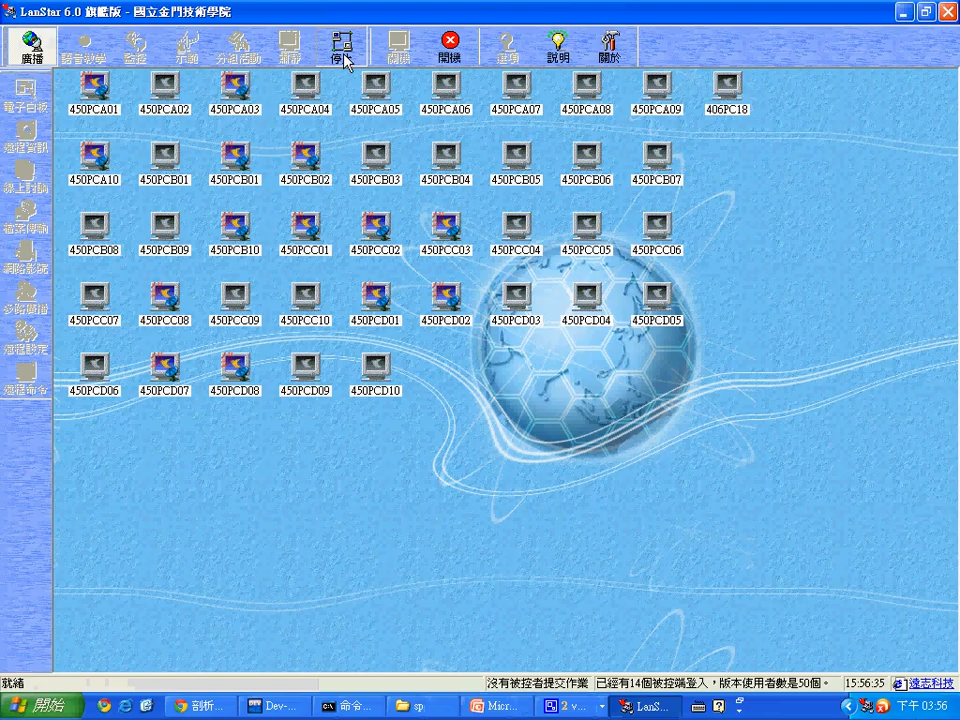 LanStar 6.0 旗艦版 - 國立金門技術學院
廣播 語音教學 監控 示範 分組活動 瀏覽 停止 關機 開機 選項 說明 關於
電子白板
遠程資訊
線上討論
檔案傳輸
網路影院
多路廣播
遠程設定
遠程命令
450PCA01 450PCA02 450PCA03 450PCA04 450PCA05 450PCA06 450PCA07 450PCA08 450PCA09 406PC18
450PCA10 450PCB01 450PCB01 450PCB02 450PCB03 450PCB04 450PCB05 450PCB06 450PCB07
450PCB08 450PCB09 450PCB10 450PCC01 450PCC02 450PCC03 450PCC04 450PCC05 450PCC06
450PCC07 450PCC08 450PCC09 450PCC10 450PCD01 450PCD02 450PCD03 450PCD04 450PCD05
450PCD06 450PCD07 450PCD08 450PCD09 450PCD10
就緒 沒有被控者提交作業 已經有14個被控端登入，版本使用者數是50個。 15:56:35 遠志科技
開始 剖析... Dev-... 命令... sp Micr... 2 v... LanS... 下午 03:56